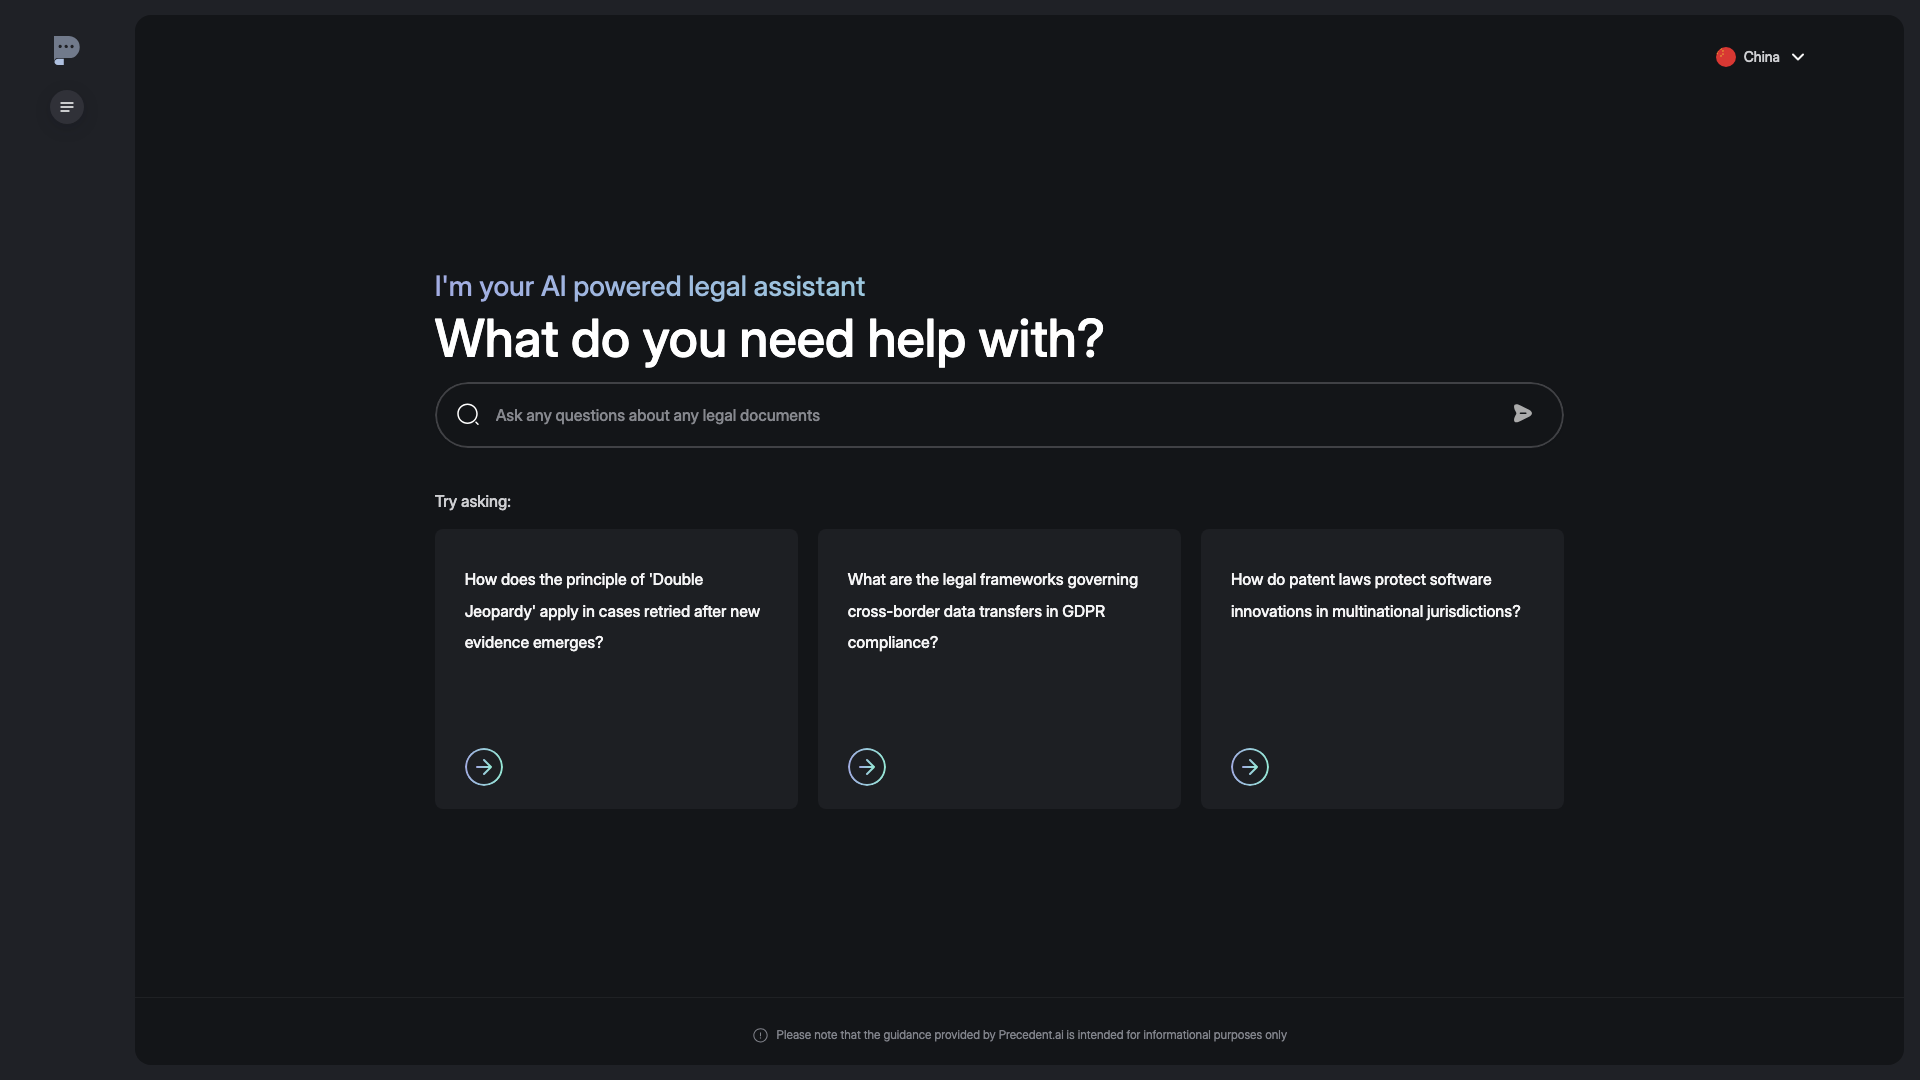 China
I'm your AI powered legal assistant
What do you need help with?
Ask any questions about any legal documents
Try asking:
How does the principle of 'Double
Jeopardy' apply in cases retried after new
evidence emerges?
What are the legal frameworks governing
cross-border data transfers in GDPR
compliance?
How do patent laws protect software
innovations in multinational jurisdictions?
Please note that the guidance provided by Precedent.ai is intended for informational purposes only